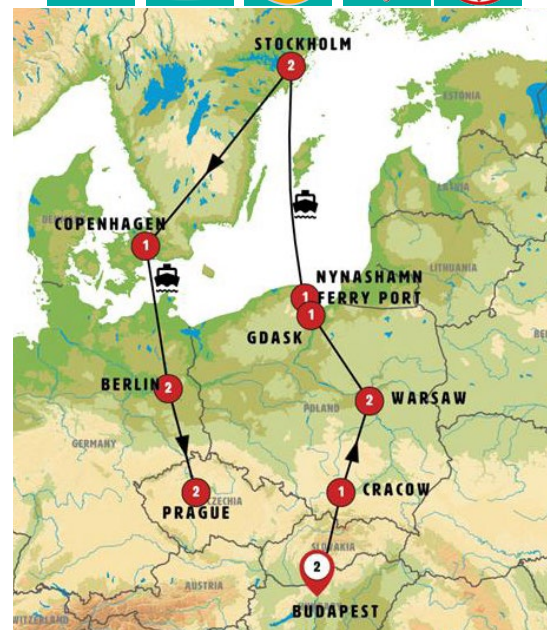 STOCKHOLM
2
ESTONIA
LATVIA
COPENHAGEN
1
LITHUANIA
NYNASHAMN
1
FERRY PORT
1
GDASK
BERLIN
2
2
WARSAW
POLAND
GERMANY
2
CZECHIA
PRAGUE
1
CRACOW
SLOVAKIA
2
AUSTRIA
BUDAPEST